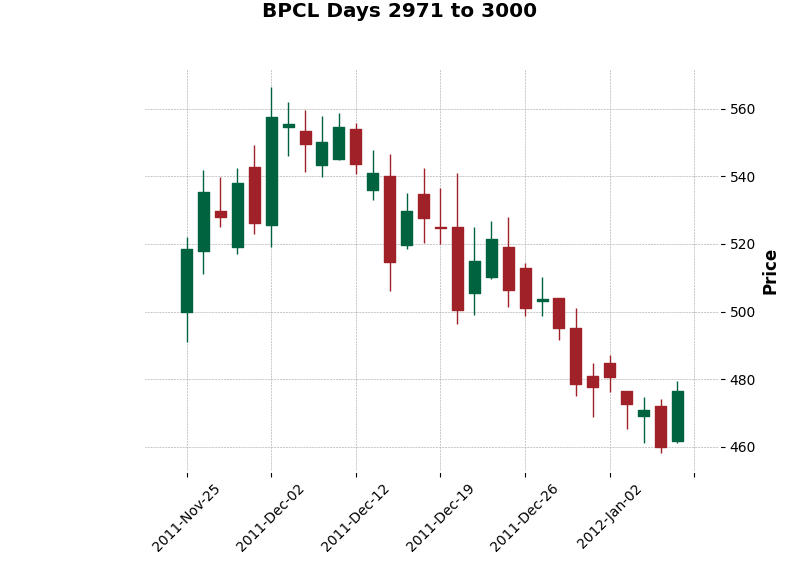 BPCL Days 2971 to 3000
560
540
520
500
480
460
Price
2011-Nov-25
2011-Dec-02
2011-Dec-12
2011-Dec-19
2011-Dec-26
2012-Jan-02